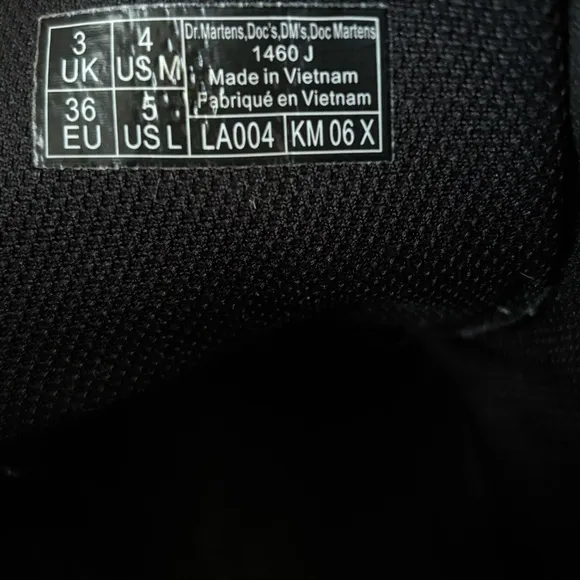 3 UK
4 US M
36 EU
5 US L
Dr.Martens,Doc's,DM's,Doc Martens
1460 J
Made in Vietnam
Fabriqué en Vietnam
LA004
KM 06 X